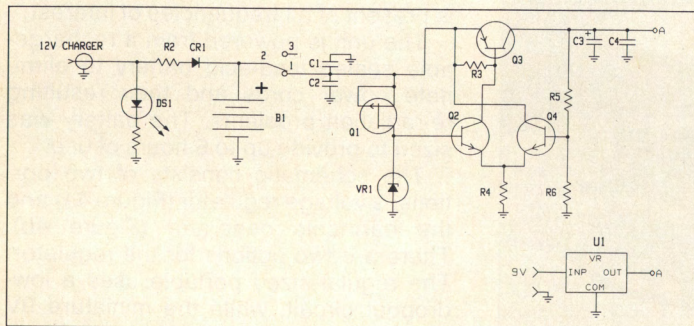 12V CHARGER
R2
CR1
2
3
1
C1
C2
+
B1
DS1
Q1
VR1
Q2
Q3
R3
Q4
R4
R5
R6
C3
+
C4
A
U1
VR
9V
INP
OUT
COM
A